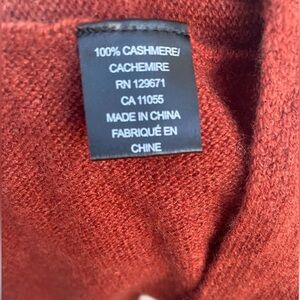 100% CASHMERE/
CACHEMIRE
RN 129671
CA 11055
MADE IN CHINA
FABRIQUÉ EN
CHINE